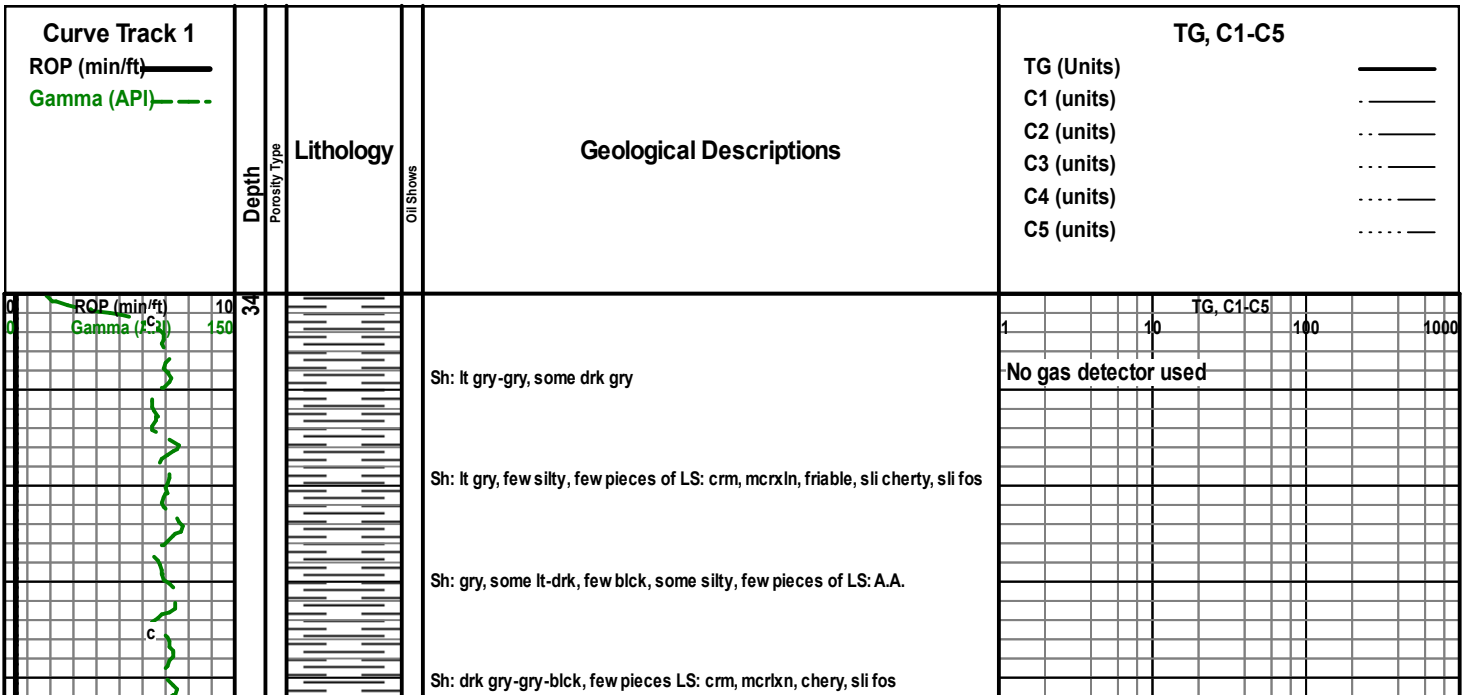 Curve Track 1
ROP (min/ft)
Gamma (API)
Depth
Porosity Type
Lithology
Oil Shows
Geological Descriptions
TG, C1-C5
TG (Units)
C1 (units)
C2 (units)
C3 (units)
C4 (units)
C5 (units)
0 ROP (min/ft) 10
0 Gamma (API) 150
C
34
TG, C1-C5
1 10 100 1000
Sh: lt gry-gry, some drk gry
No gas detector used
Sh: lt gry, few silty, few pieces of LS: crm, mcrxln, friable, sli cherty, sli fos
Sh: gry, some lt-drk, few blck, some silty, few pieces of LS: A.A.
C
Sh: drk gry-gry-blck, few pieces LS: crm, mcrlxn, chery, sli fos